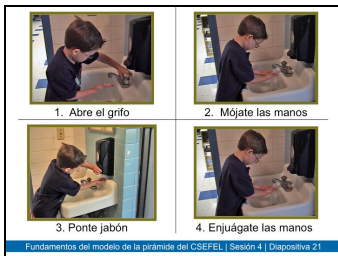 1. Abre el grifo
2. Mójate las manos
3. Ponte jabón
4. Enjuágate las manos
Fundamentos del modelo de la pirámide del CSEFEL | Sesión 4 | Diapositiva 21